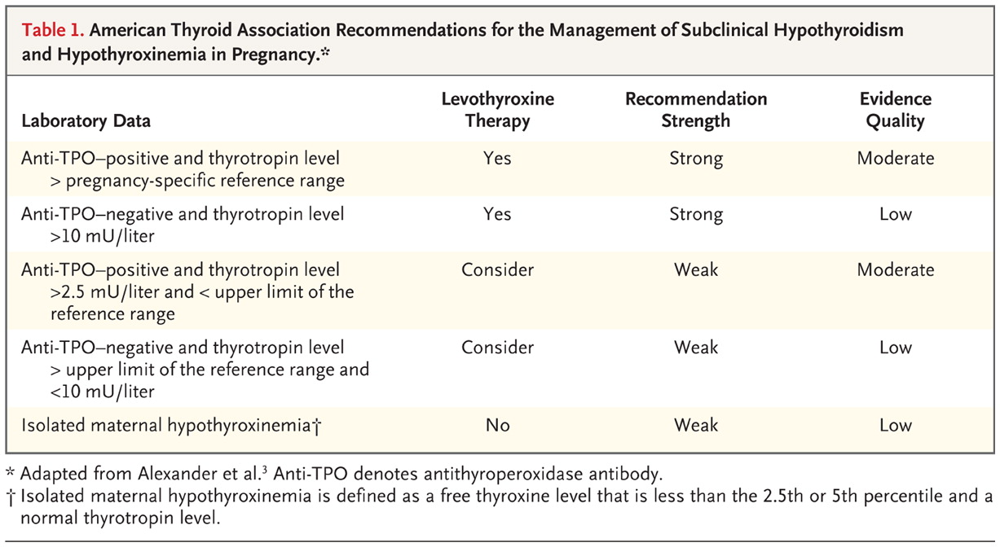 Table 1. American Thyroid Association Recommendations for the Management of Subclinical Hypothyroidism
and Hypothyroxinemia in Pregnancy.*
Laboratory Data
Levothyroxine
Therapy
Recommendation
Strength
Evidence
Quality
Anti-TPO–positive and thyrotropin level
> pregnancy-specific reference range
Yes
Strong
Moderate
Anti-TPO–negative and thyrotropin level
>10 mU/liter
Yes
Strong
Low
Anti-TPO–positive and thyrotropin level
>2.5 mU/liter and < upper limit of the
reference range
Consider
Weak
Moderate
Anti-TPO–negative and thyrotropin level
> upper limit of the reference range and
<10 mU/liter
Consider
Weak
Low
Isolated maternal hypothyroxinemia†
No
Weak
Low
* Adapted from Alexander et al.³ Anti-TPO denotes antithyroperoxidase antibody.
† Isolated maternal hypothyroxinemia is defined as a free thyroxine level that is less than the 2.5th or 5th percentile and a
normal thyrotropin level.